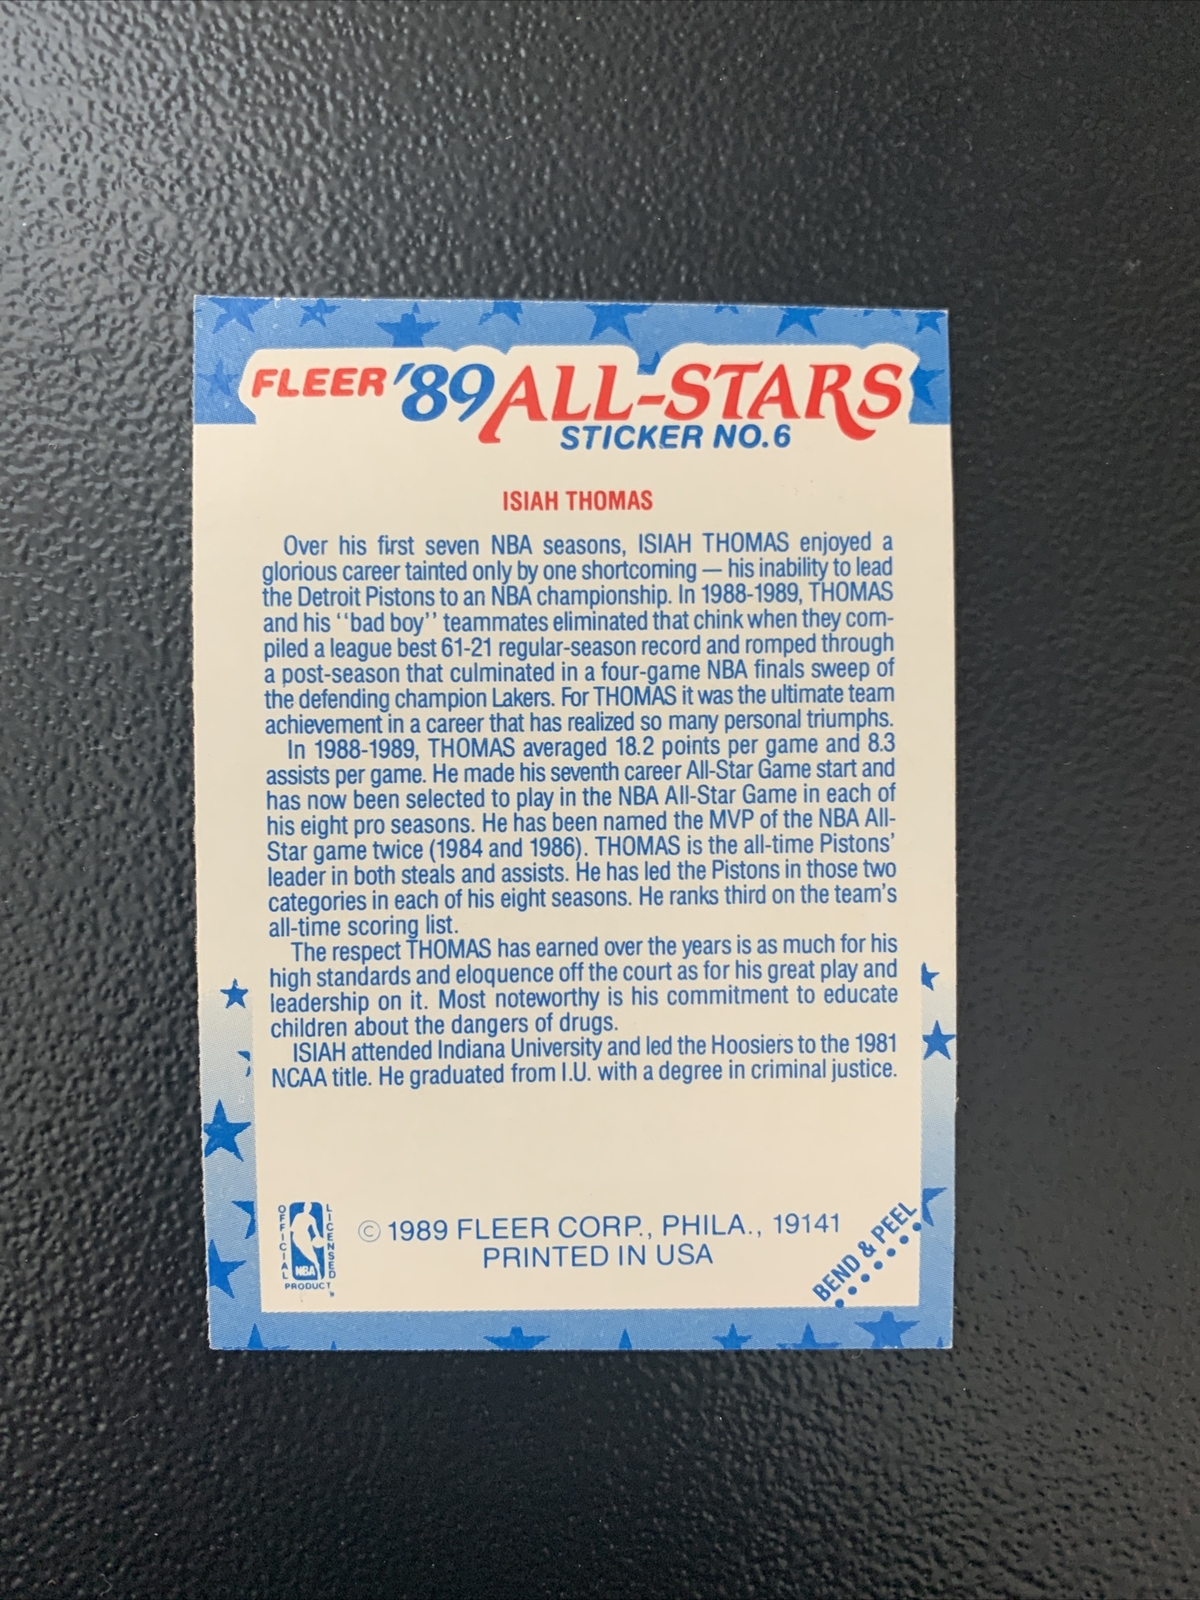 FLEER '89 ALL-STARS
STICKER NO.6
ISIAH THOMAS
Over his first seven NBA seasons, ISIAH THOMAS enjoyed a
glorious career tainted only by one shortcoming — his inability to lead
the Detroit Pistons to an NBA championship. In 1988-1989, THOMAS
and his ''bad boy'' teammates eliminated that chink when they com-
piled a league best 61-21 regular-season record and romped through
a post-season that culminated in a four-game NBA finals sweep of
the defending champion Lakers. For THOMAS it was the ultimate team
achievement in a career that has realized so many personal triumphs.
In 1988-1989, THOMAS averaged 18.2 points per game and 8.3
assists per game. He made his seventh career All-Star Game start and
has now been selected to play in the NBA All-Star Game in each of
his eight pro seasons. He has been named the MVP of the NBA All-
Star game twice (1984 and 1986). THOMAS is the all-time Pistons'
leader in both steals and assists. He has led the Pistons in those two
categories in each of his eight seasons. He ranks third on the team's
all-time scoring list.
The respect THOMAS has earned over the years is as much for his
high standards and eloquence off the court as for his great play and
leadership on it. Most noteworthy is his commitment to educate
children about the dangers of drugs.
ISIAH attended Indiana University and led the Hoosiers to the 1981
NCAA title. He graduated from I.U. with a degree in criminal justice.
OFFICIAL
LICENSED
NBA
PRODUCT
© 1989 FLEER CORP., PHILA., 19141
PRINTED IN USA
BEND & PEEL